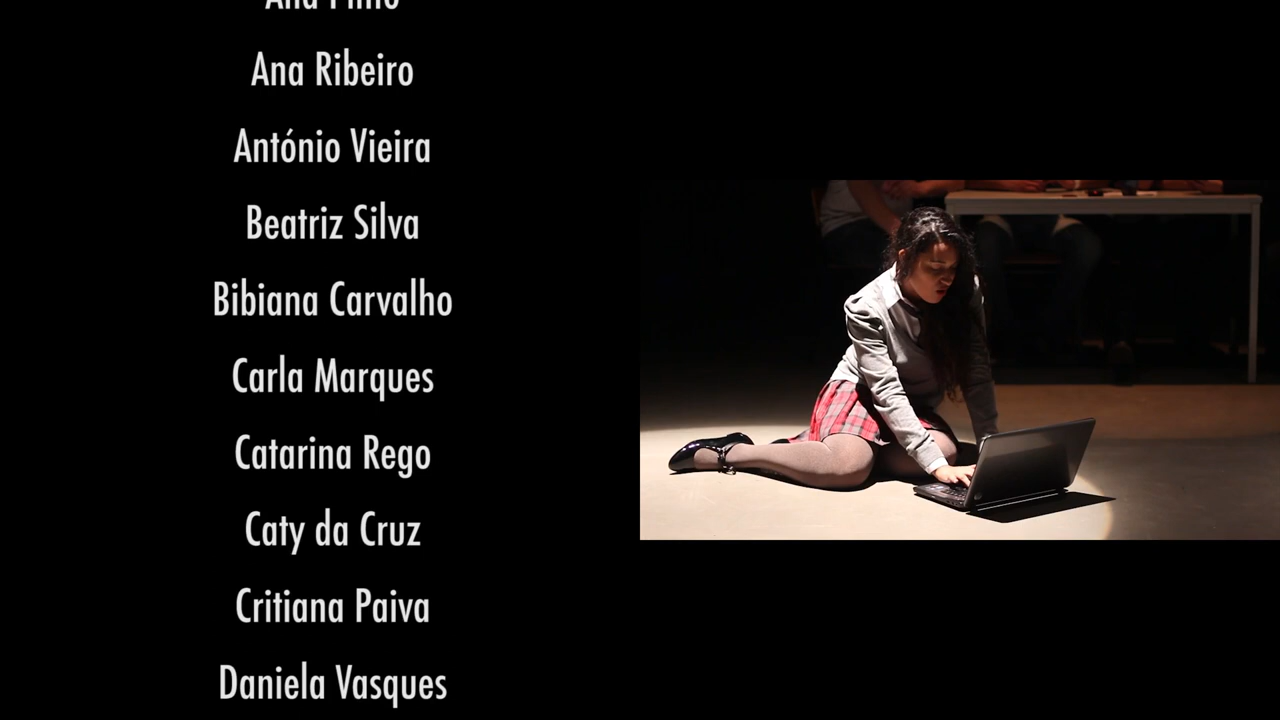 Ana Ribeiro
António Vieira
Beatriz Silva
Bibiana Carvalho
Carla Marques
Catarina Rego
Caty da Cruz
Critiana Paiva
Daniela Vasques